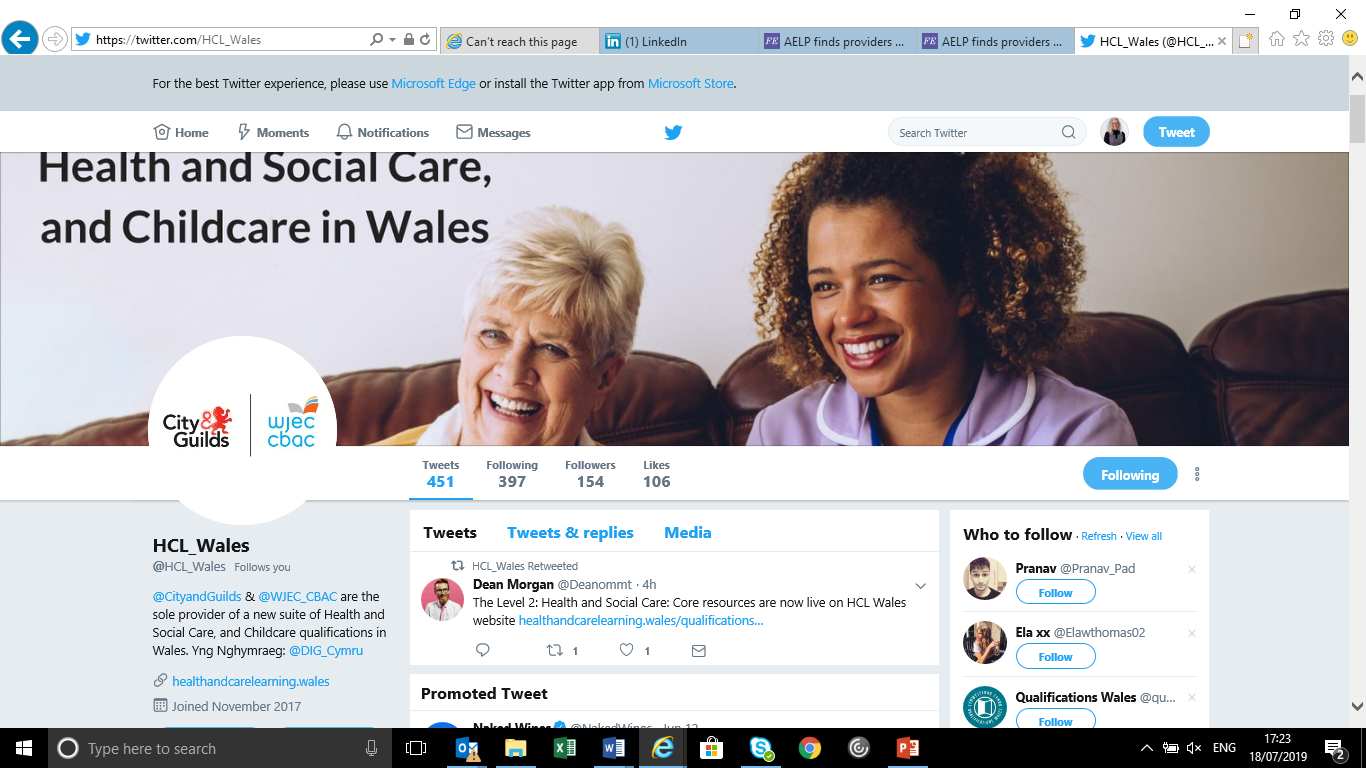 https://twitter.com/HCL_Wales
Can't reach this page
(1) LinkedIn
FE AELP finds providers ...
FE AELP finds providers ...
HCL_Wales (@HCL_...
For the best Twitter experience, please use Microsoft Edge or install the Twitter app from Microsoft Store.
Home
Moments
Notifications
Messages
Search Twitter
Tweet
Health and Social Care,
and Childcare in Wales
City & Guilds
wjec
cbac
Tweets
451
Following
397
Followers
154
Likes
106
Following
HCL_Wales
@HCL_Wales Follows you
@CityandGuilds & @WJEC_CBAC are the
sole provider of a new suite of Health and
Social Care, and Childcare qualifications in
Wales. Yng Nghymraeg: @DIG_Cymru
healthandcarelearning.wales
Joined November 2017
Tweets Tweets & replies Media
HCL_Wales Retweeted
Dean Morgan @Deanommt · 4h
The Level 2: Health and Social Care: Core resources are now live on HCL Wales
website healthandcarelearning.wales/qualifications...
1
1
Promoted Tweet
Naked Wines @NakedWines · Jun 12
Who to follow · Refresh · View all
Pranav @Pranav_Pad
Follow
Ela xx @Elawthomas02
Follow
Qualifications Wales @qu...
Follow
Type here to search
ENG
17:23
18/07/2019
2